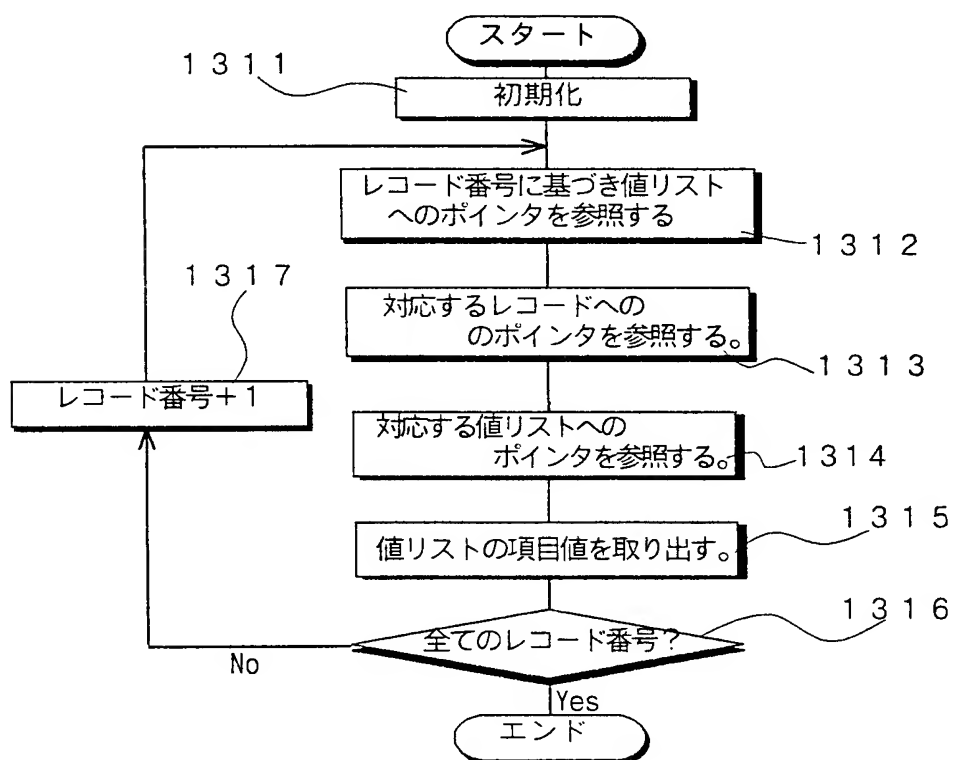 スタート
1311
初期化
レコード番号に基づき値リスト
へのポインタを参照する
1312
1317
対応するレコードへの
のポインタを参照する。
1313
レコード番号+1
対応する値リストへの
ポインタを参照する。
1314
1315
値リストの項目値を取り出す。
1316
全てのレコード番号?
No
Yes
エンド